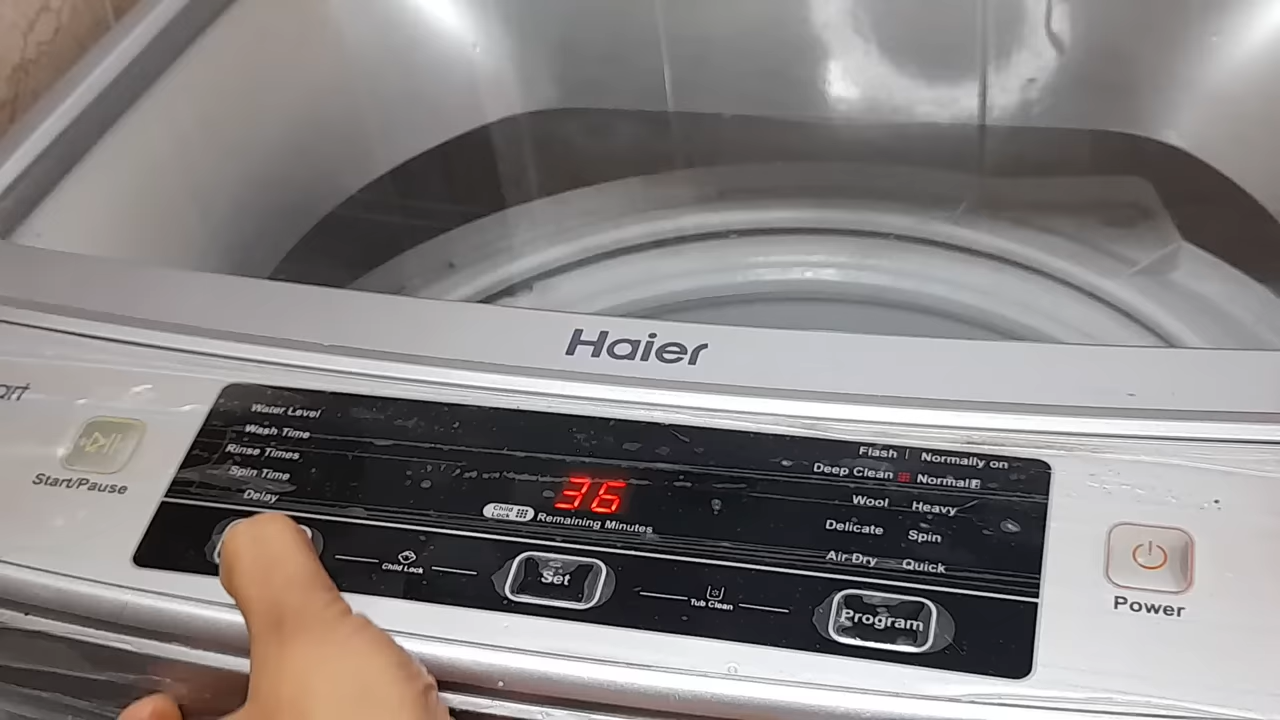 Haier
art
Start/Pause
Water Level
Wash Time
Rinse Times
Spin Time
Delay
36
Child Lock
Remaining Minutes
Flash | Normally on
Deep Clean Normal
Wool Heavy
Delicate Spin
Air Dry Quick
Child Lock
Set
Tub Clean
Program
Power